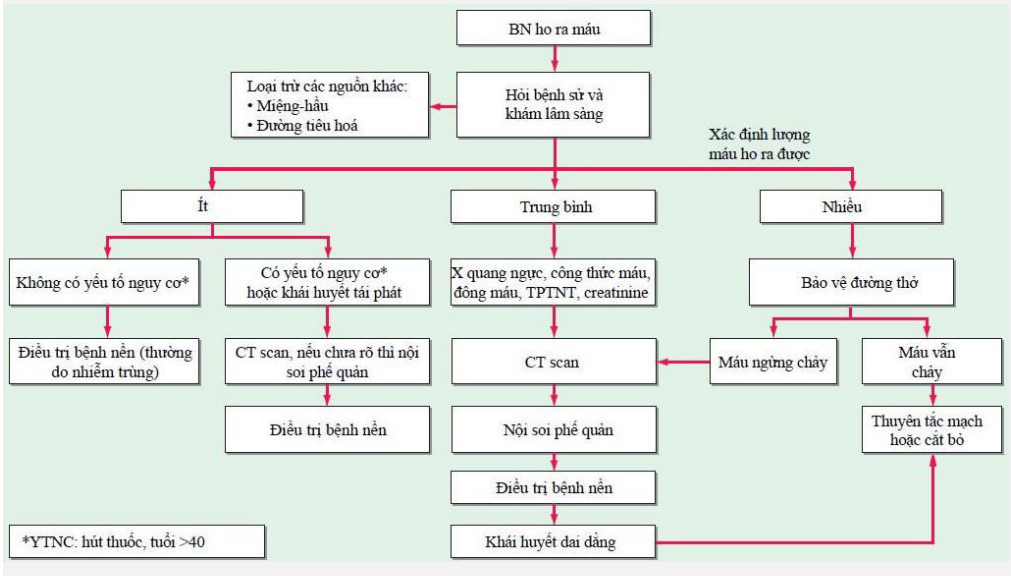 BN ho ra máu
Loại trừ các nguồn khác:
• Miệng-hầu
• Đường tiêu hoá
Hỏi bệnh sử và
khám lâm sàng
Xác định lượng
máu ho ra được
Ít
Trung bình
Nhiều
Không có yếu tố nguy cơ*
Có yếu tố nguy cơ*
hoặc khái huyết tái phát
X quang ngực, công thức máu,
đông máu, TPTNT, creatinine
Bảo vệ đường thở
Điều trị bệnh nền (thường
do nhiễm trùng)
CT scan, nếu chưa rõ thì nội
soi phế quản
CT scan
Máu ngừng chảy
Máu vẫn
chảy
Điều trị bệnh nền
Nội soi phế quản
Thuyên tắc mạch
hoặc cắt bỏ
Điều trị bệnh nền
*YTNC: hút thuốc, tuổi >40
Khái huyết dai dẳng